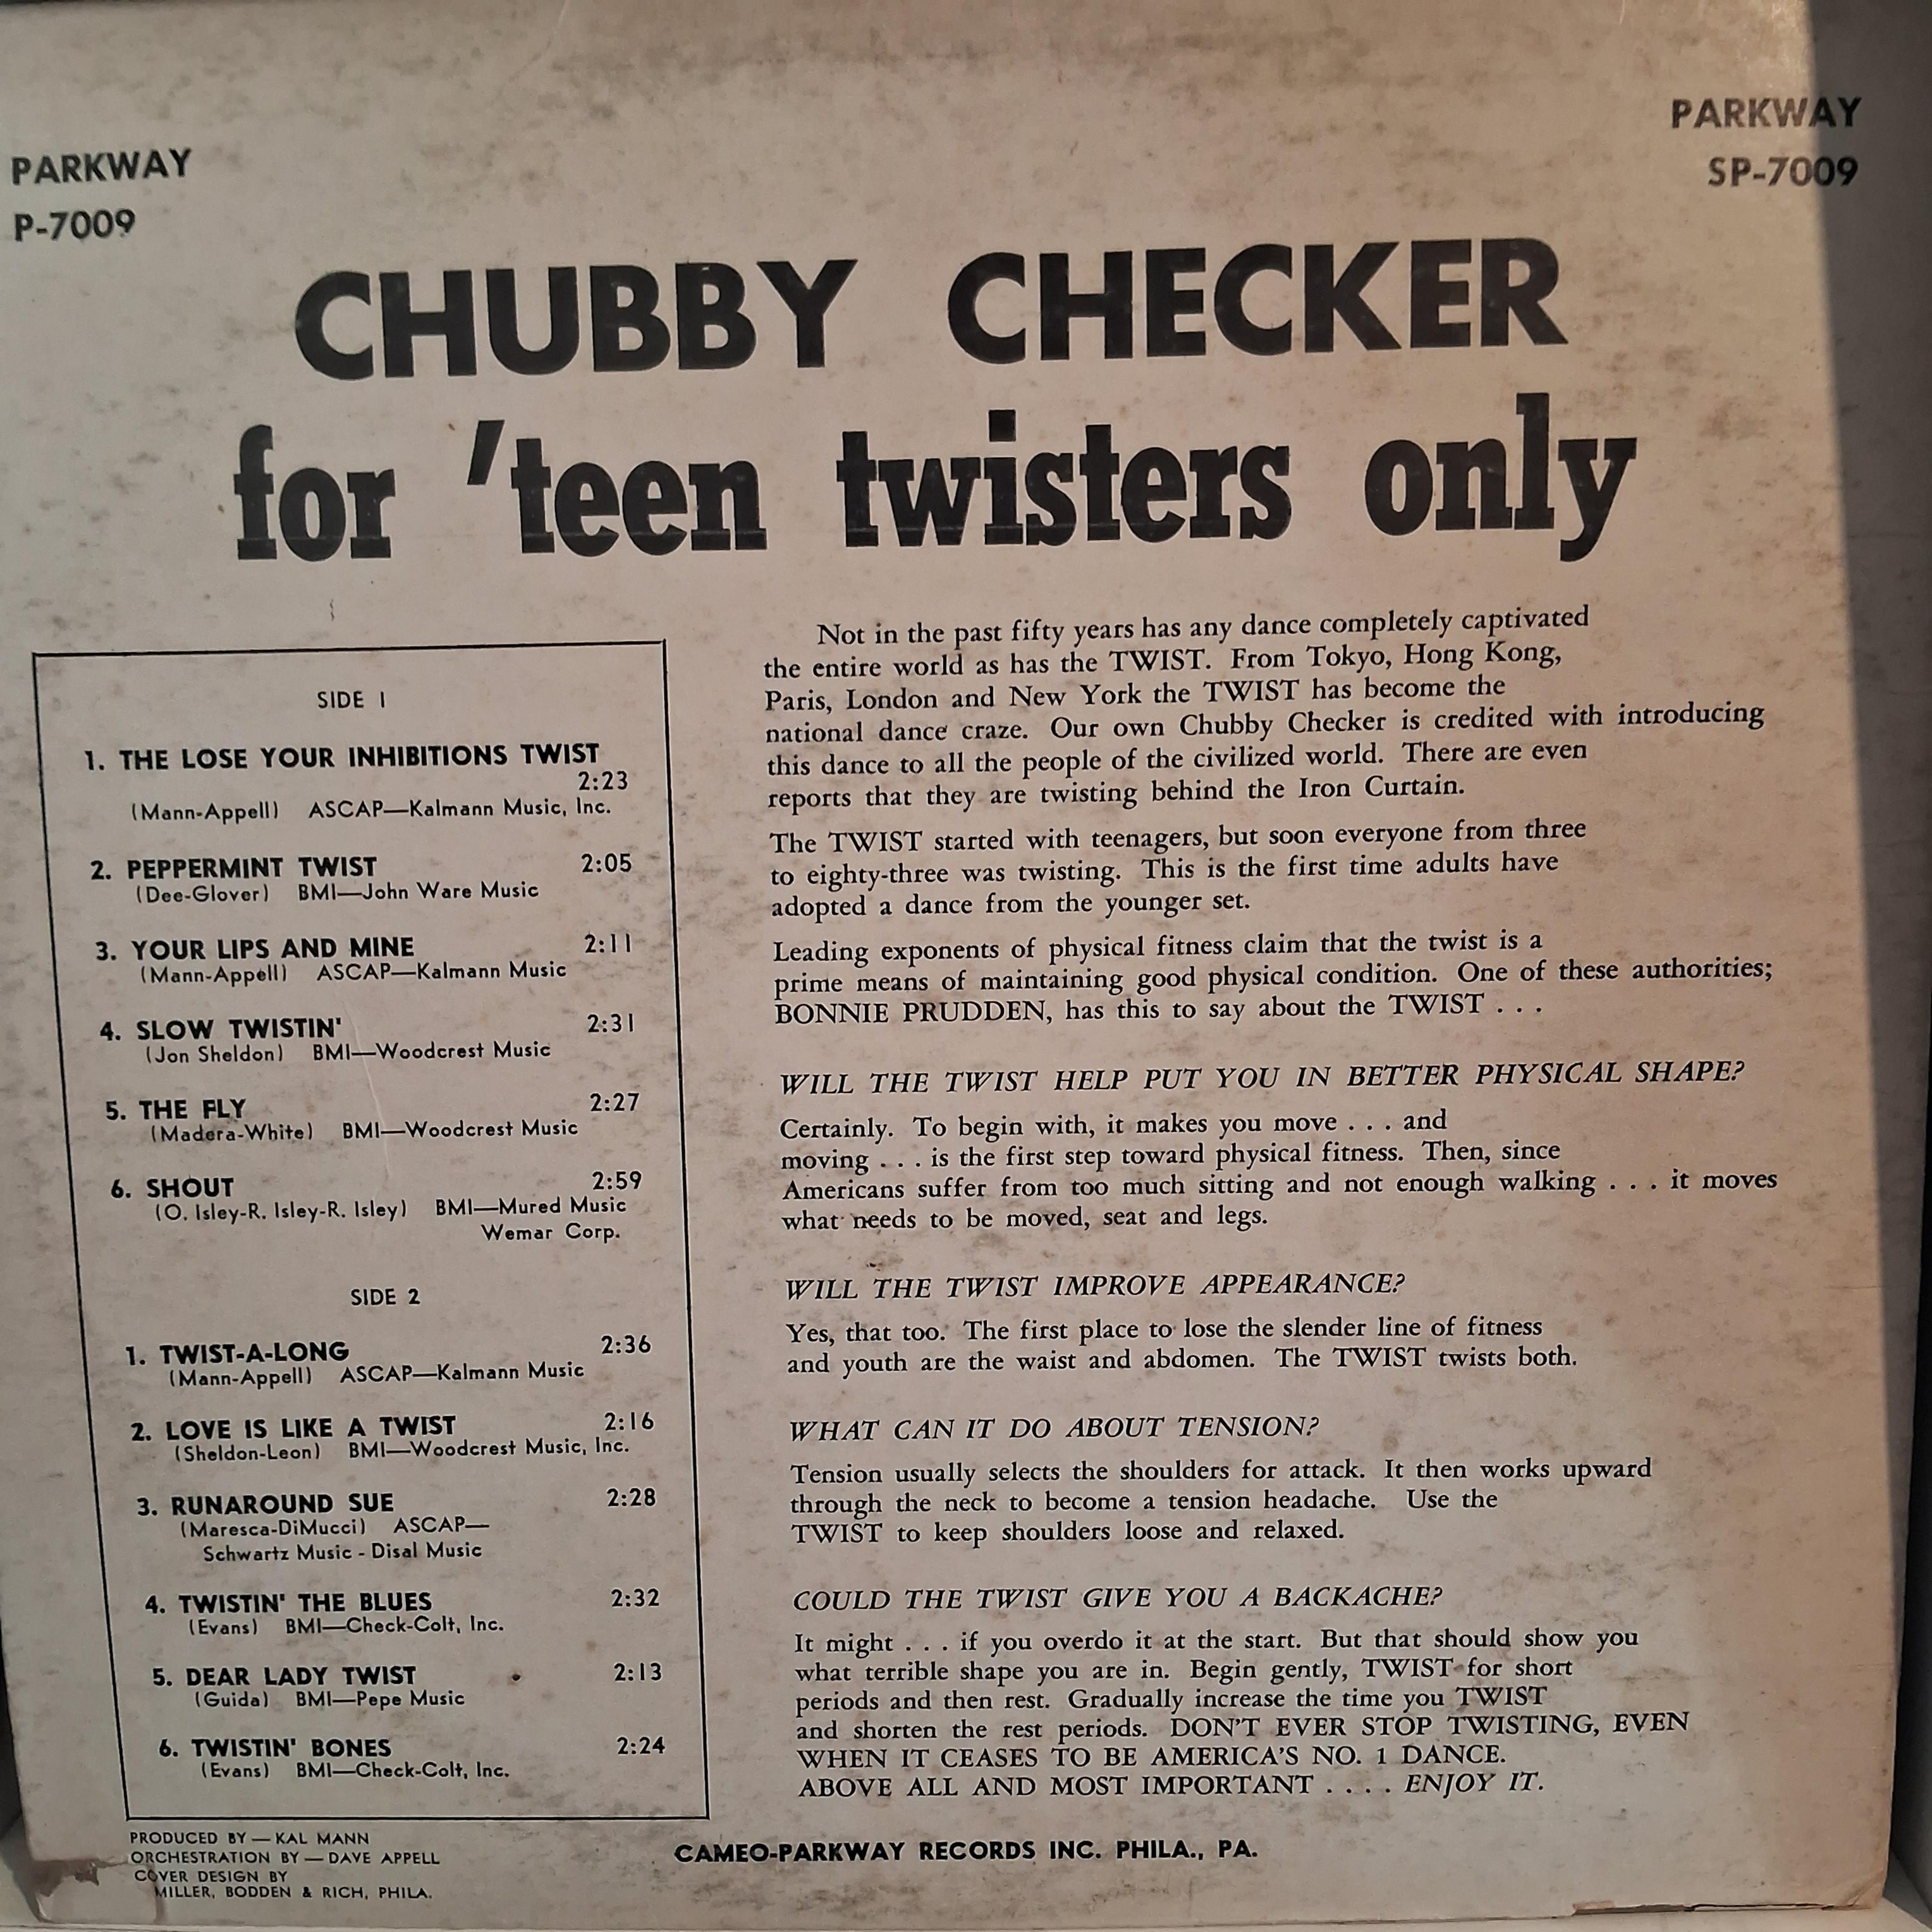 PARKWAY
P-7009
PARKWAY
SP-7009
CHUBBY CHECKER
for 'teen twisters only
SIDE 1
1. THE LOSE YOUR INHIBITIONS TWIST
2:23
(Mann-Appell) ASCAP—Kalmann Music, Inc.
2. PEPPERMINT TWIST 2:05
(Dee-Glover) BMI—John Ware Music
3. YOUR LIPS AND MINE 2:11
(Mann-Appell) ASCAP—Kalmann Music
4. SLOW TWISTIN' 2:31
(Jon Sheldon) BMI—Woodcrest Music
5. THE FLY 2:27
(Madera-White) BMI—Woodcrest Music
6. SHOUT 2:59
(O. Isley-R. Isley-R. Isley) BMI—Mured Music
Wemar Corp.
SIDE 2
1. TWIST-A-LONG 2:36
(Mann-Appell) ASCAP—Kalmann Music
2. LOVE IS LIKE A TWIST 2:16
(Sheldon-Leon) BMI—Woodcrest Music, Inc.
3. RUNAROUND SUE 2:28
(Maresca-DiMucci) ASCAP—
Schwartz Music - Disal Music
4. TWISTIN' THE BLUES 2:32
(Evans) BMI—Check-Colt, Inc.
5. DEAR LADY TWIST 2:13
(Guida) BMI—Pepe Music
6. TWISTIN' BONES 2:24
(Evans) BMI—Check-Colt, Inc.
Not in the past fifty years has any dance completely captivated
the entire world as has the TWIST. From Tokyo, Hong Kong,
Paris, London and New York the TWIST has become the
national dance craze. Our own Chubby Checker is credited with introducing
this dance to all the people of the civilized world. There are even
reports that they are twisting behind the Iron Curtain.
The TWIST started with teenagers, but soon everyone from three
to eighty-three was twisting. This is the first time adults have
adopted a dance from the younger set.
Leading exponents of physical fitness claim that the twist is a
prime means of maintaining good physical condition. One of these authorities;
BONNIE PRUDDEN, has this to say about the TWIST . . .
WILL THE TWIST HELP PUT YOU IN BETTER PHYSICAL SHAPE?
Certainly. To begin with, it makes you move . . . and
moving . . . is the first step toward physical fitness. Then, since
Americans suffer from too much sitting and not enough walking . . . it moves
what needs to be moved, seat and legs.
WILL THE TWIST IMPROVE APPEARANCE?
Yes, that too. The first place to lose the slender line of fitness
and youth are the waist and abdomen. The TWIST twists both.
WHAT CAN IT DO ABOUT TENSION?
Tension usually selects the shoulders for attack. It then works upward
through the neck to become a tension headache. Use the
TWIST to keep shoulders loose and relaxed.
COULD THE TWIST GIVE YOU A BACKACHE?
It might . . . if you overdo it at the start. But that should show you
what terrible shape you are in. Begin gently, TWIST for short
periods and then rest. Gradually increase the time you TWIST
and shorten the rest periods. DON'T EVER STOP TWISTING, EVEN
WHEN IT CEASES TO BE AMERICA'S NO. 1 DANCE.
ABOVE ALL AND MOST IMPORTANT . . . . ENJOY IT.
PRODUCED BY — KAL MANN
ORCHESTRATION BY — DAVE APPELL
COVER DESIGN BY
MILLER, BODDEN & RICH, PHILA.
CAMEO-PARKWAY RECORDS INC. PHILA., PA.